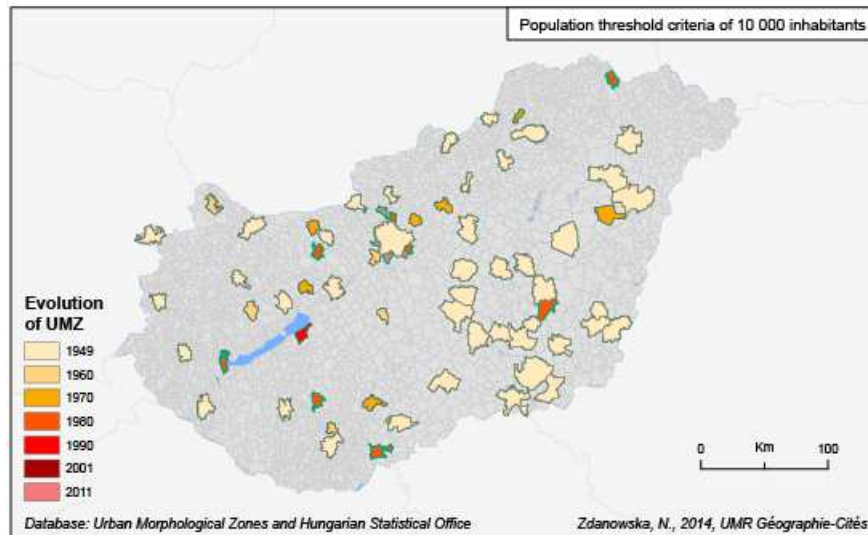 Population threshold criteria of 10 000 inhabitants
Evolution
of UMZ
1949
1960
1970
1980
1990
2001
2011
0 Km 100
Database: Urban Morphological Zones and Hungarian Statistical Office
Zdanowska, N., 2014, UMR Géographie-Cités